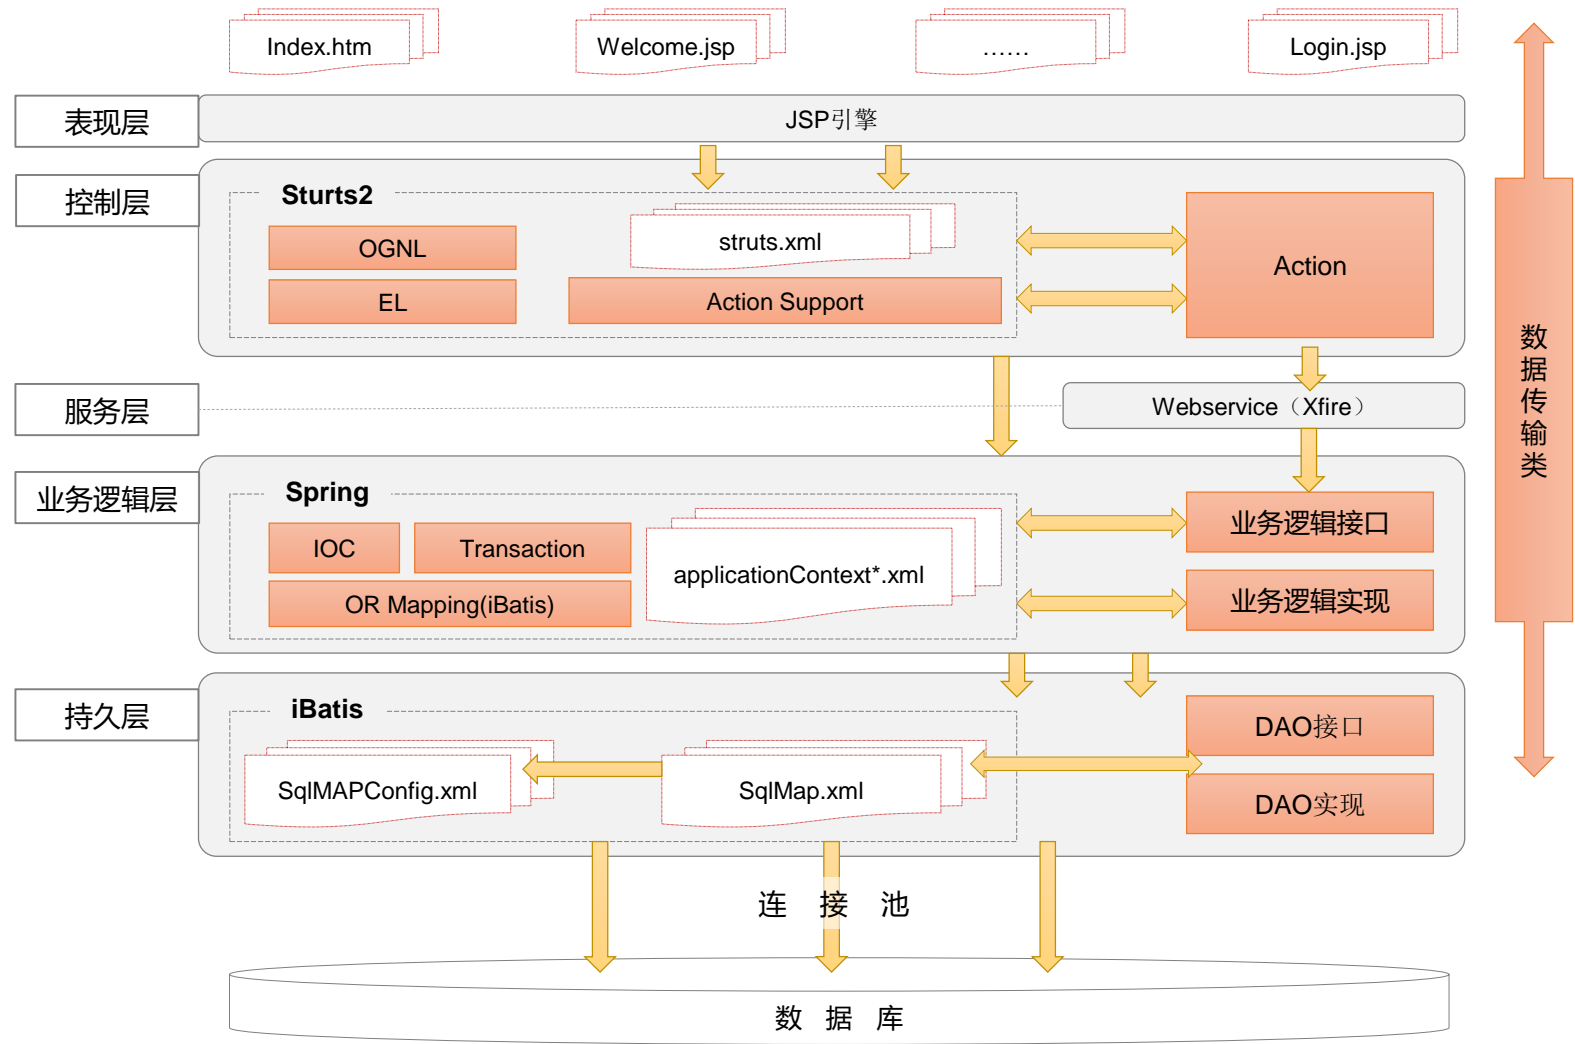 Index.htm
Welcome.jsp
……
Login.jsp
表现层
JSP引擎
控制层
Sturts2
OGNL
EL
struts.xml
Action Support
Action
服务层
Webservice（Xfire）
业务逻辑层
Spring
IOC
Transaction
OR Mapping(iBatis)
applicationContext*.xml
业务逻辑接口
业务逻辑实现
持久层
iBatis
SqlMAPConfig.xml
SqlMap.xml
DAO接口
DAO实现
连 接 池
数 据 库
数据传输类